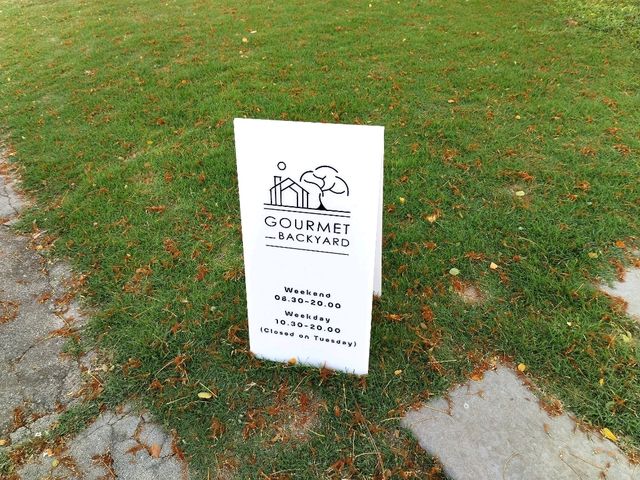 GOURMET
BACKYARD
Weekend
08.30-20.00
Weekday
10.30-20.00
(Closed on Tuesday)